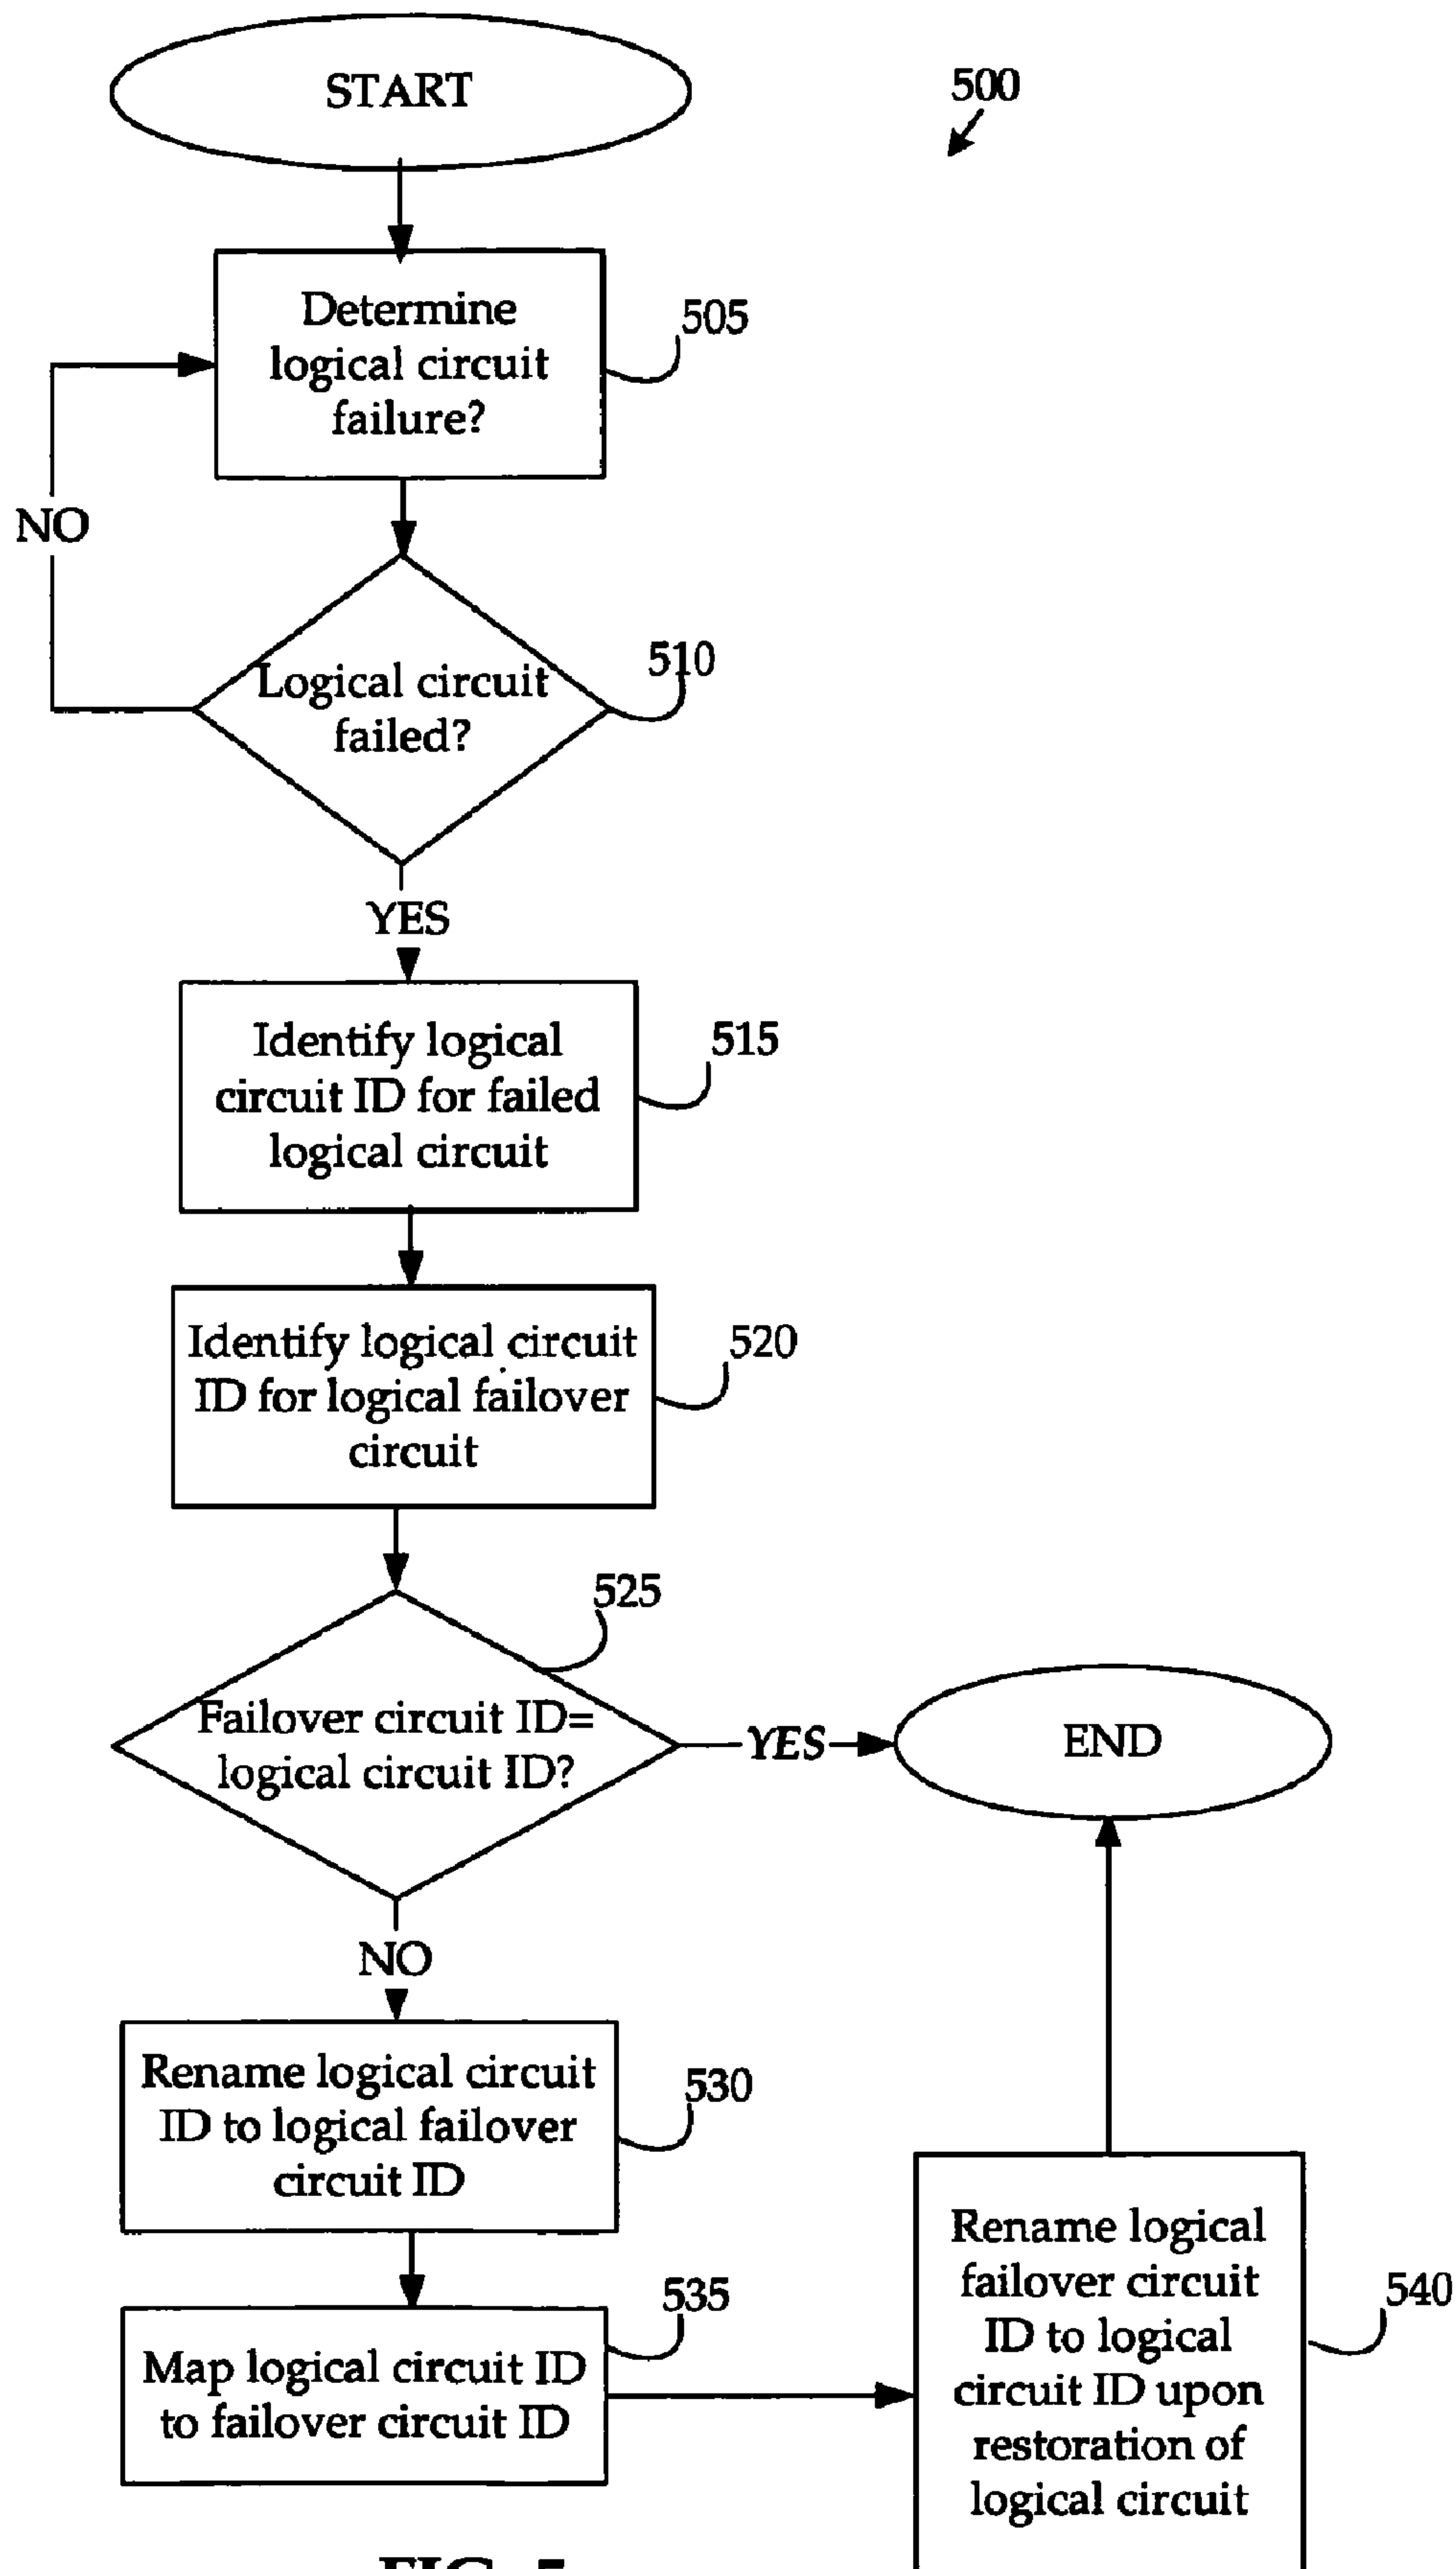 START
500
Determine
logical circuit
failure?
505
NO
Logical circuit
failed?
510
YES
Identify logical
circuit ID for failed
logical circuit
515
Identify logical circuit
ID for logical failover
circuit
520
525
Failover circuit ID=
logical circuit ID?
YES
END
NO
Rename logical circuit
ID to logical failover
circuit ID
530
Map logical circuit ID
to failover circuit ID
535
Rename logical
failover circuit
ID to logical
circuit ID upon
restoration of
logical circuit
540